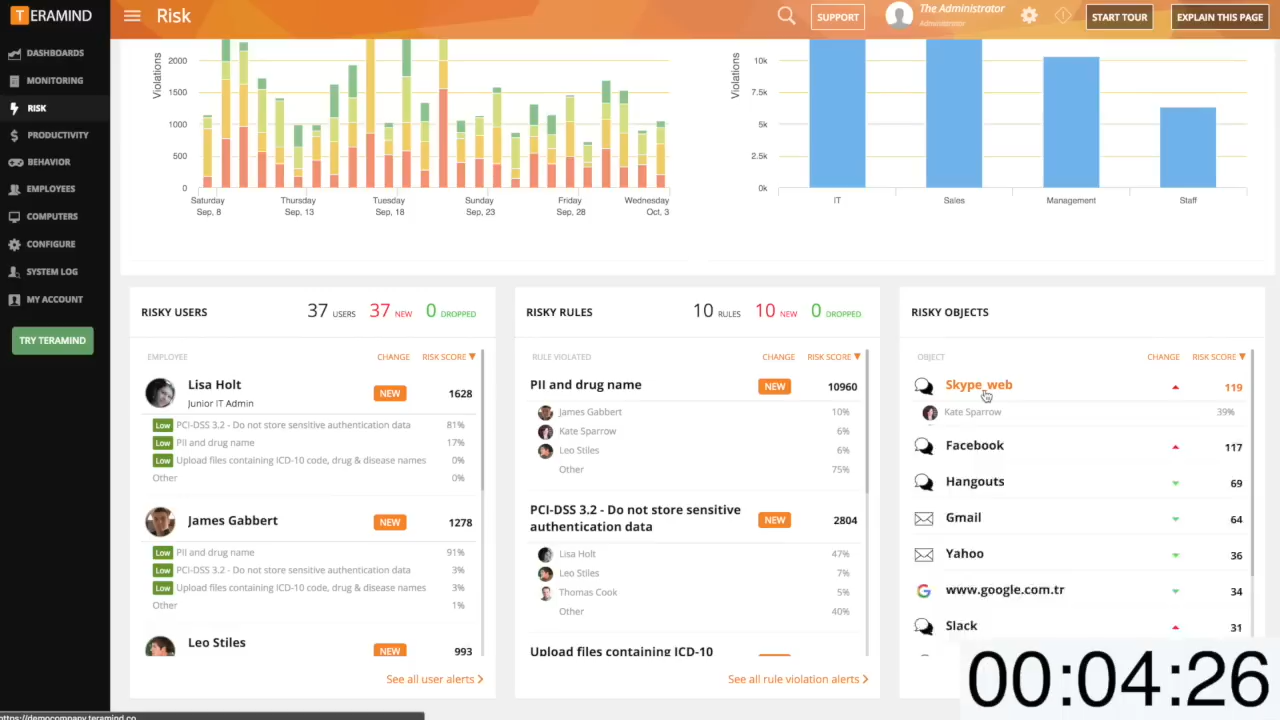 TERAMIND
Risk
SUPPORT
The Administrator
Administrator
START TOUR
EXPLAIN THIS PAGE
DASHBOARDS
MONITORING
RISK
PRODUCTIVITY
BEHAVIOR
EMPLOYEES
COMPUTERS
CONFIGURE
SYSTEM LOG
MY ACCOUNT
TRY TERAMIND
Violations
2000
1500
1000
500
0
Saturday Thursday Tuesday Sunday Friday Wednesday
Sep, 8 Sep, 13 Sep, 18 Sep, 23 Sep, 28 Oct, 3
Violations
10k
7.5k
5k
2.5k
0k
IT Sales Management Staff
RISKY USERS 37 USERS 37 NEW 0 DROPPED
EMPLOYEE CHANGE RISK SCORE ▼
Lisa Holt NEW 1628
Junior IT Admin
Low PCI-DSS 3.2 - Do not store sensitive authentication data 81%
Low PII and drug name 17%
Low Upload files containing ICD-10 code, drug & disease names 0%
Other 0%
James Gabbert NEW 1278
Low PII and drug name 91%
Low PCI-DSS 3.2 - Do not store sensitive authentication data 3%
Low Upload files containing ICD-10 code, drug & disease names 3%
Other 1%
Leo Stiles NEW 993
See all user alerts
RISKY RULES 10 RULES 10 NEW 0 DROPPED
RULE VIOLATED CHANGE RISK SCORE ▼
PII and drug name NEW 10960
James Gabbert 10%
Kate Sparrow 6%
Leo Stiles 6%
Other 75%
PCI-DSS 3.2 - Do not store sensitive
authentication data NEW 2804
Lisa Holt 47%
Leo Stiles 7%
Thomas Cook 5%
Other 40%
Upload files containing ICD-10
See all rule violation alerts
RISKY OBJECTS
OBJECT CHANGE RISK SCORE ▼
Skype_web 119
Kate Sparrow 39%
Facebook 117
Hangouts 69
Gmail 64
Yahoo 36
www.google.com.tr 34
Slack 31
00:04:26
https://democompany.teramind.co